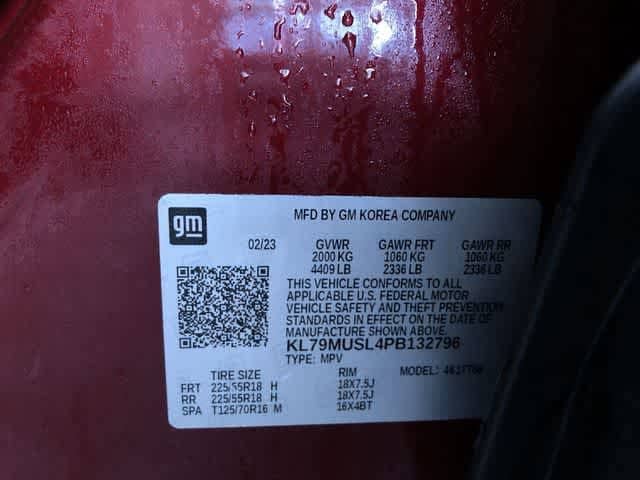 gm
MFD BY GM KOREA COMPANY
02/23 GVWR GAWR FRT GAWR RR
2000 KG 1060 KG 1060 KG
4409 LB 2336 LB 2336 LB
THIS VEHICLE CONFORMS TO ALL
APPLICABLE U.S. FEDERAL MOTOR
VEHICLE SAFETY AND THEFT PREVENTION
STANDARDS IN EFFECT ON THE DATE OF
MANUFACTURE SHOWN ABOVE.
KL79MUSL4PB132796
TYPE: MPV MODEL:
TIRE SIZE RIM
FRT 225/55R18 H 18X7.5J
RR 225/55R18 H 18X7.5J
SPA T125/70R16 M 16X4BT